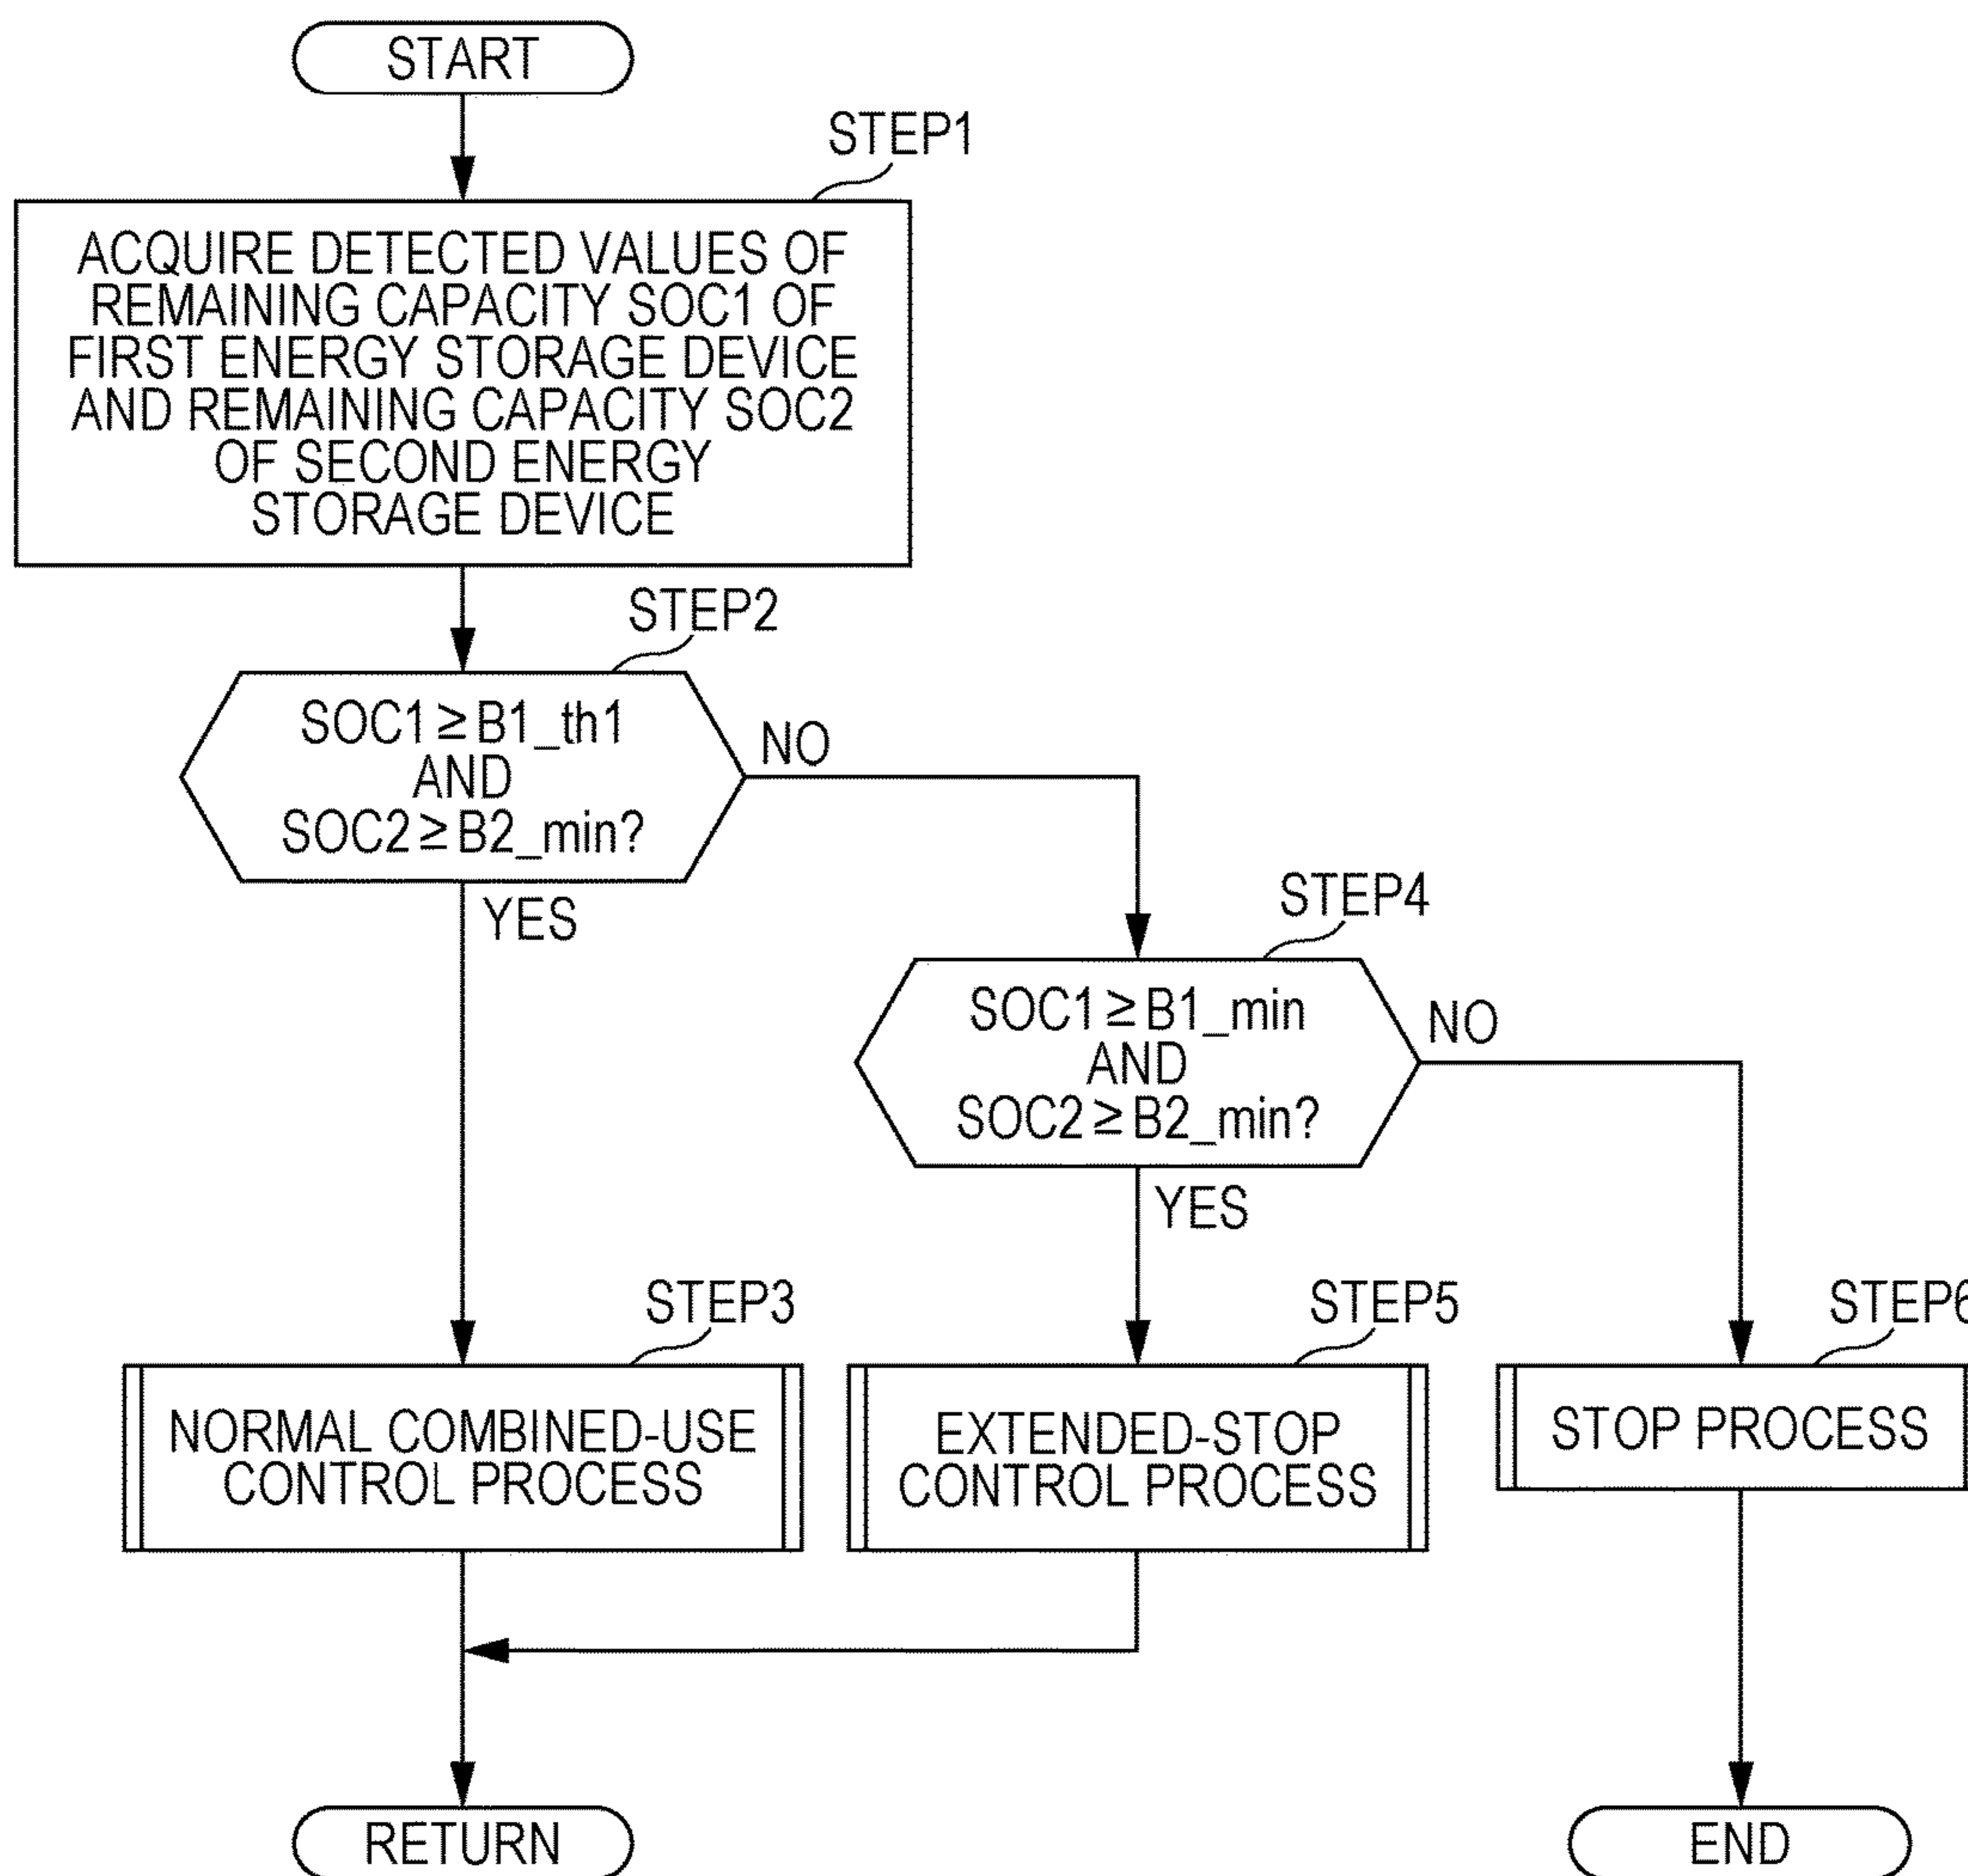 START
STEP1
ACQUIRE DETECTED VALUES OF
REMAINING CAPACITY SOC1 OF
FIRST ENERGY STORAGE DEVICE
AND REMAINING CAPACITY SOC2
OF SECOND ENERGY
STORAGE DEVICE
STEP2
SOC1 ≥ B1_th1
AND
SOC2 ≥ B2_min?
NO
YES
STEP4
SOC1 ≥ B1_min
AND
SOC2 ≥ B2_min?
NO
YES
STEP3
NORMAL COMBINED-USE
CONTROL PROCESS
STEP5
EXTENDED-STOP
CONTROL PROCESS
STEP6
STOP PROCESS
RETURN
END